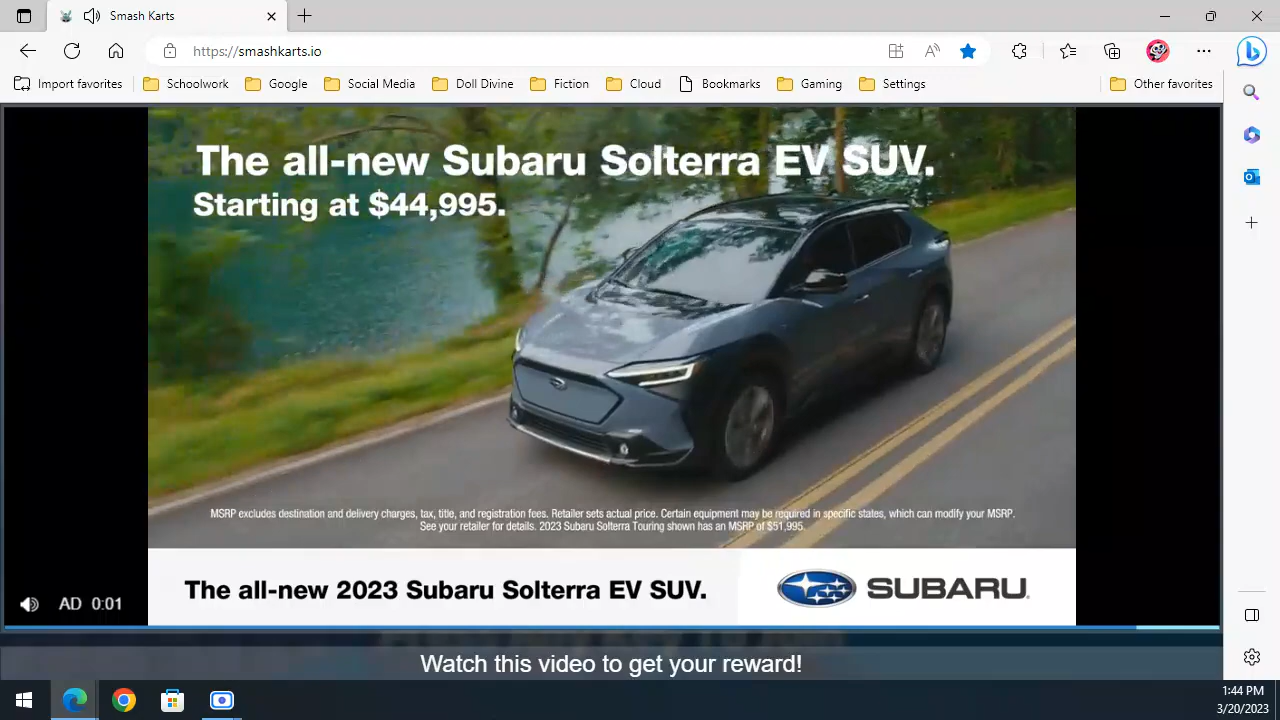 Smash Karts
https://smashkarts.io
Import favorites
Schoolwork
Google
Social Media
Doll Divine
Fiction
Cloud
Bookmarks
Gaming
Settings
Other favorites
The all-new Subaru Solterra EV SUV.
Starting at $44,995.
MSRP excludes destination and delivery charges, tax, title, and registration fees. Retailer sets actual price. Certain equipment may be required in specific states, which can modify your MSRP.
See your retailer for details. 2023 Subaru Solterra Touring shown has an MSRP of $51,995.
The all-new 2023 Subaru Solterra EV SUV.
SUBARU.
AD 0:01
Watch this video to get your reward!
1:44 PM
3/20/2023